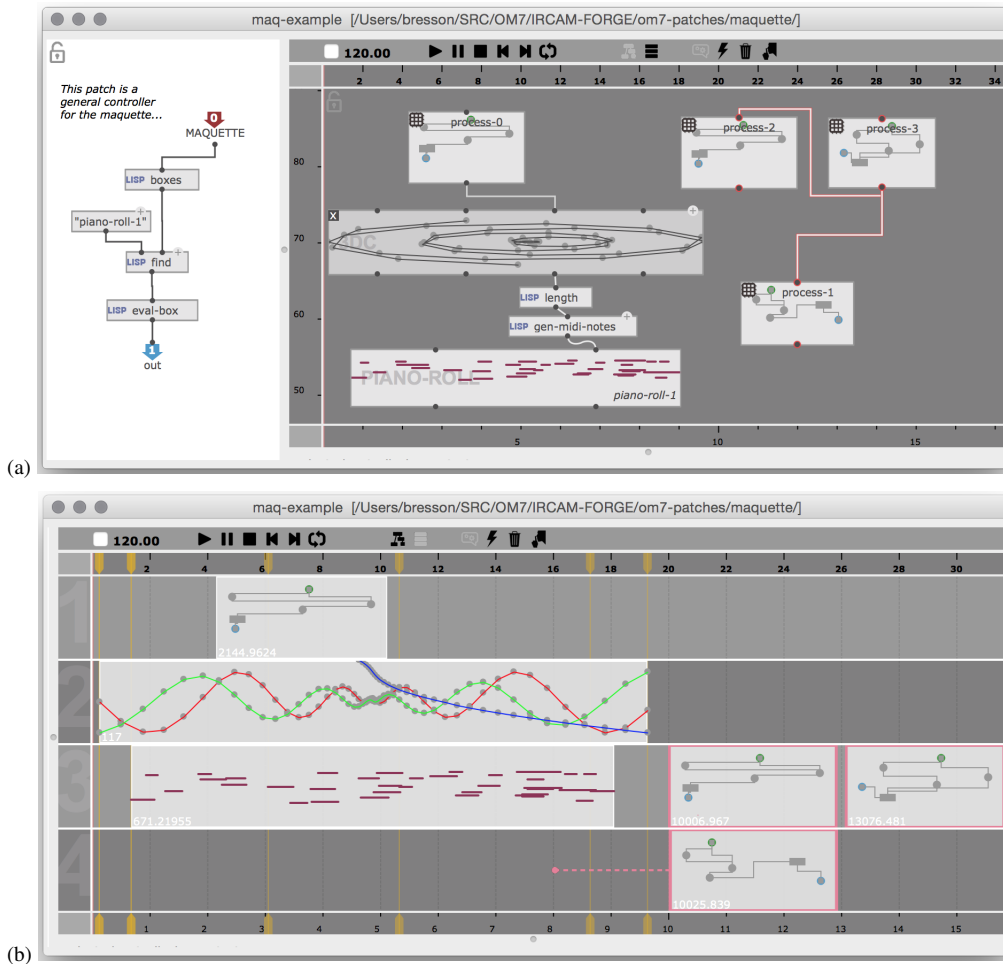 maq-example [/Users/bresson/SRC/OM7/IRCAM-FORGE/om7-patches/maquette/]
120.00
This patch is a
general controller
for the maquette...
0
MAQUETTE
LISP boxes
"piano-roll-1"
LISP find
LISP eval-box
1
out
2 4 6 8 10 12 14 16 18 20 22 24 26 28 30 32 34
80
70
60
50
process-0
process-2
process-3
X
3DC
LISP length
LISP gen-midi-notes
process-1
PIANO-ROLL
piano-roll-1
5 10 15
(a)
maq-example [/Users/bresson/SRC/OM7/IRCAM-FORGE/om7-patches/maquette/]
120.00
2 4 6 8 10 12 14 16 18 20 22 24 26 28 30
1
2144.9624
2
117
3
671.21955
10006.967
13076.481
4
10025.839
1 2 3 4 5 6 7 8 9 10 11 12 13 14 15
(b)